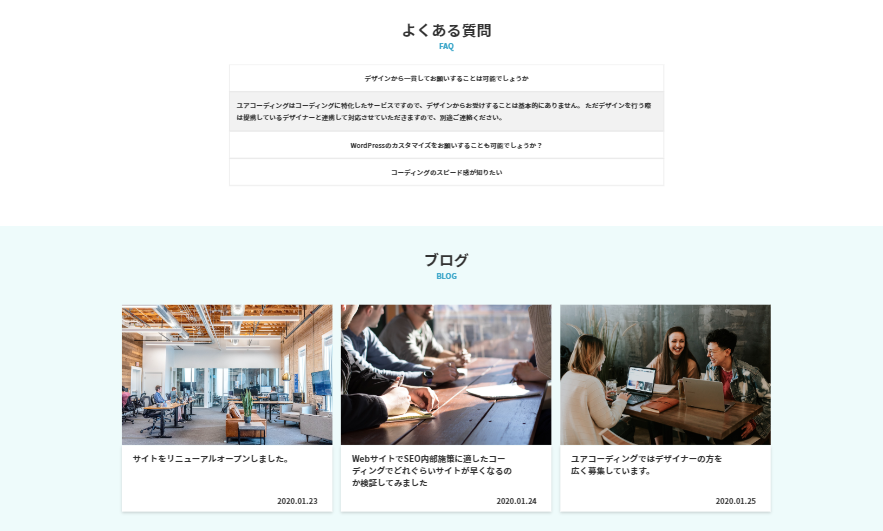 よくある質問
FAQ
デザインから一貫してお願いすることは可能でしょうか
ユアコーディングはコーディングに特化したサービスですので、デザインからお受けすることは基本的にありません。 ただデザインを行う際
は提携しているデザイナーと連携して対応させていただきますので、別途ご連絡ください。
WordPressのカスタマイズをお願いすることも可能でしょうか？
コーディングのスピード感が知りたい
ブログ
BLOG
サイトをリニューアルオープンしました。
2020.01.23
WebサイトでSEO内部施策に適したコー
ディングでどれぐらいサイトが早くなるの
か検証してみました
2020.01.24
ユアコーディングではデザイナーの方を
広く募集しています。
2020.01.25